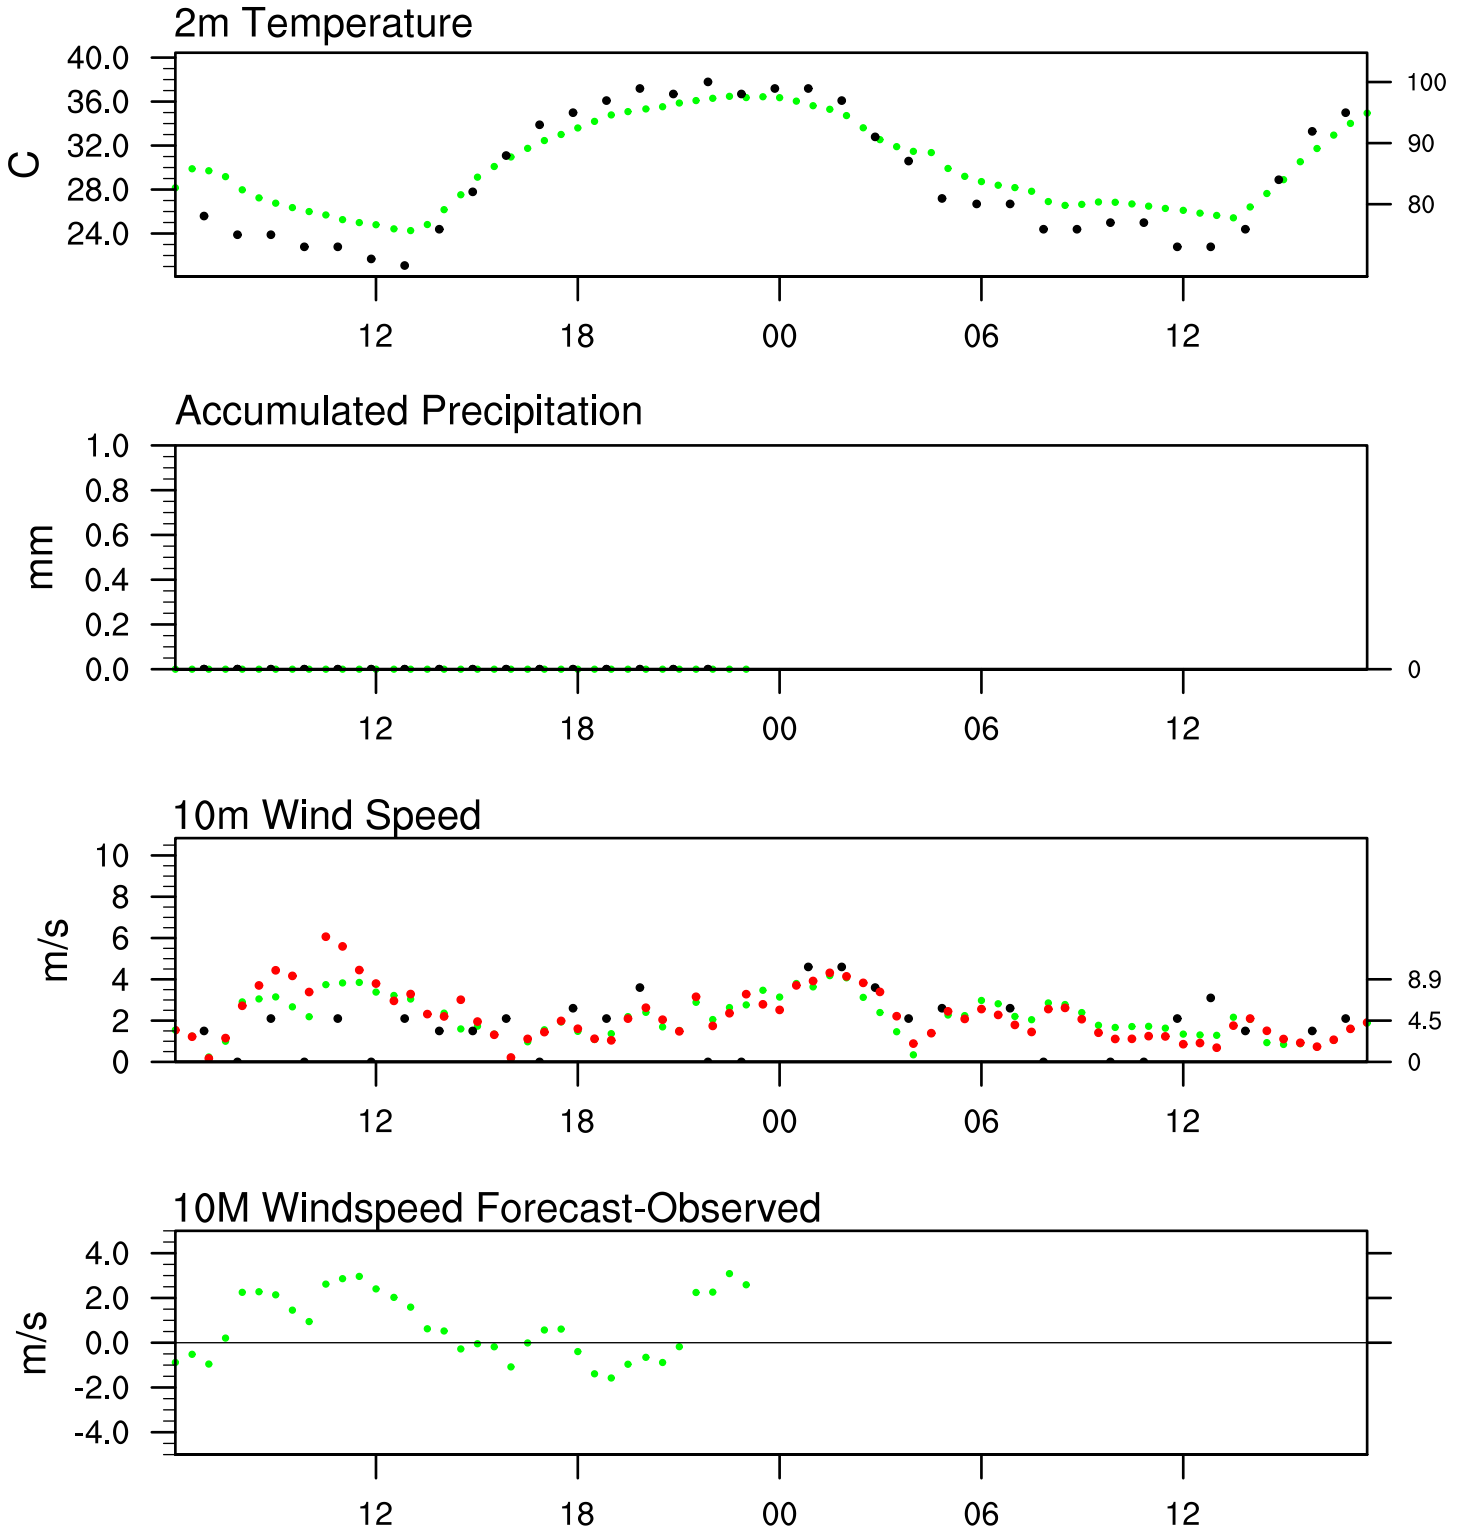 2m Temperature
40.0
36.0
32.0
28.0
24.0
C
100
90
80
12 18 00 06 12
Accumulated Precipitation
1.0
0.8
0.6
0.4
0.2
0.0
mm
0
12 18 00 06 12
10m Wind Speed
10
8
6
4
2
0
m/s
8.9
4.5
0
12 18 00 06 12
10M Windspeed Forecast-Observed
4.0
2.0
0.0
-2.0
-4.0
m/s
12 18 00 06 12